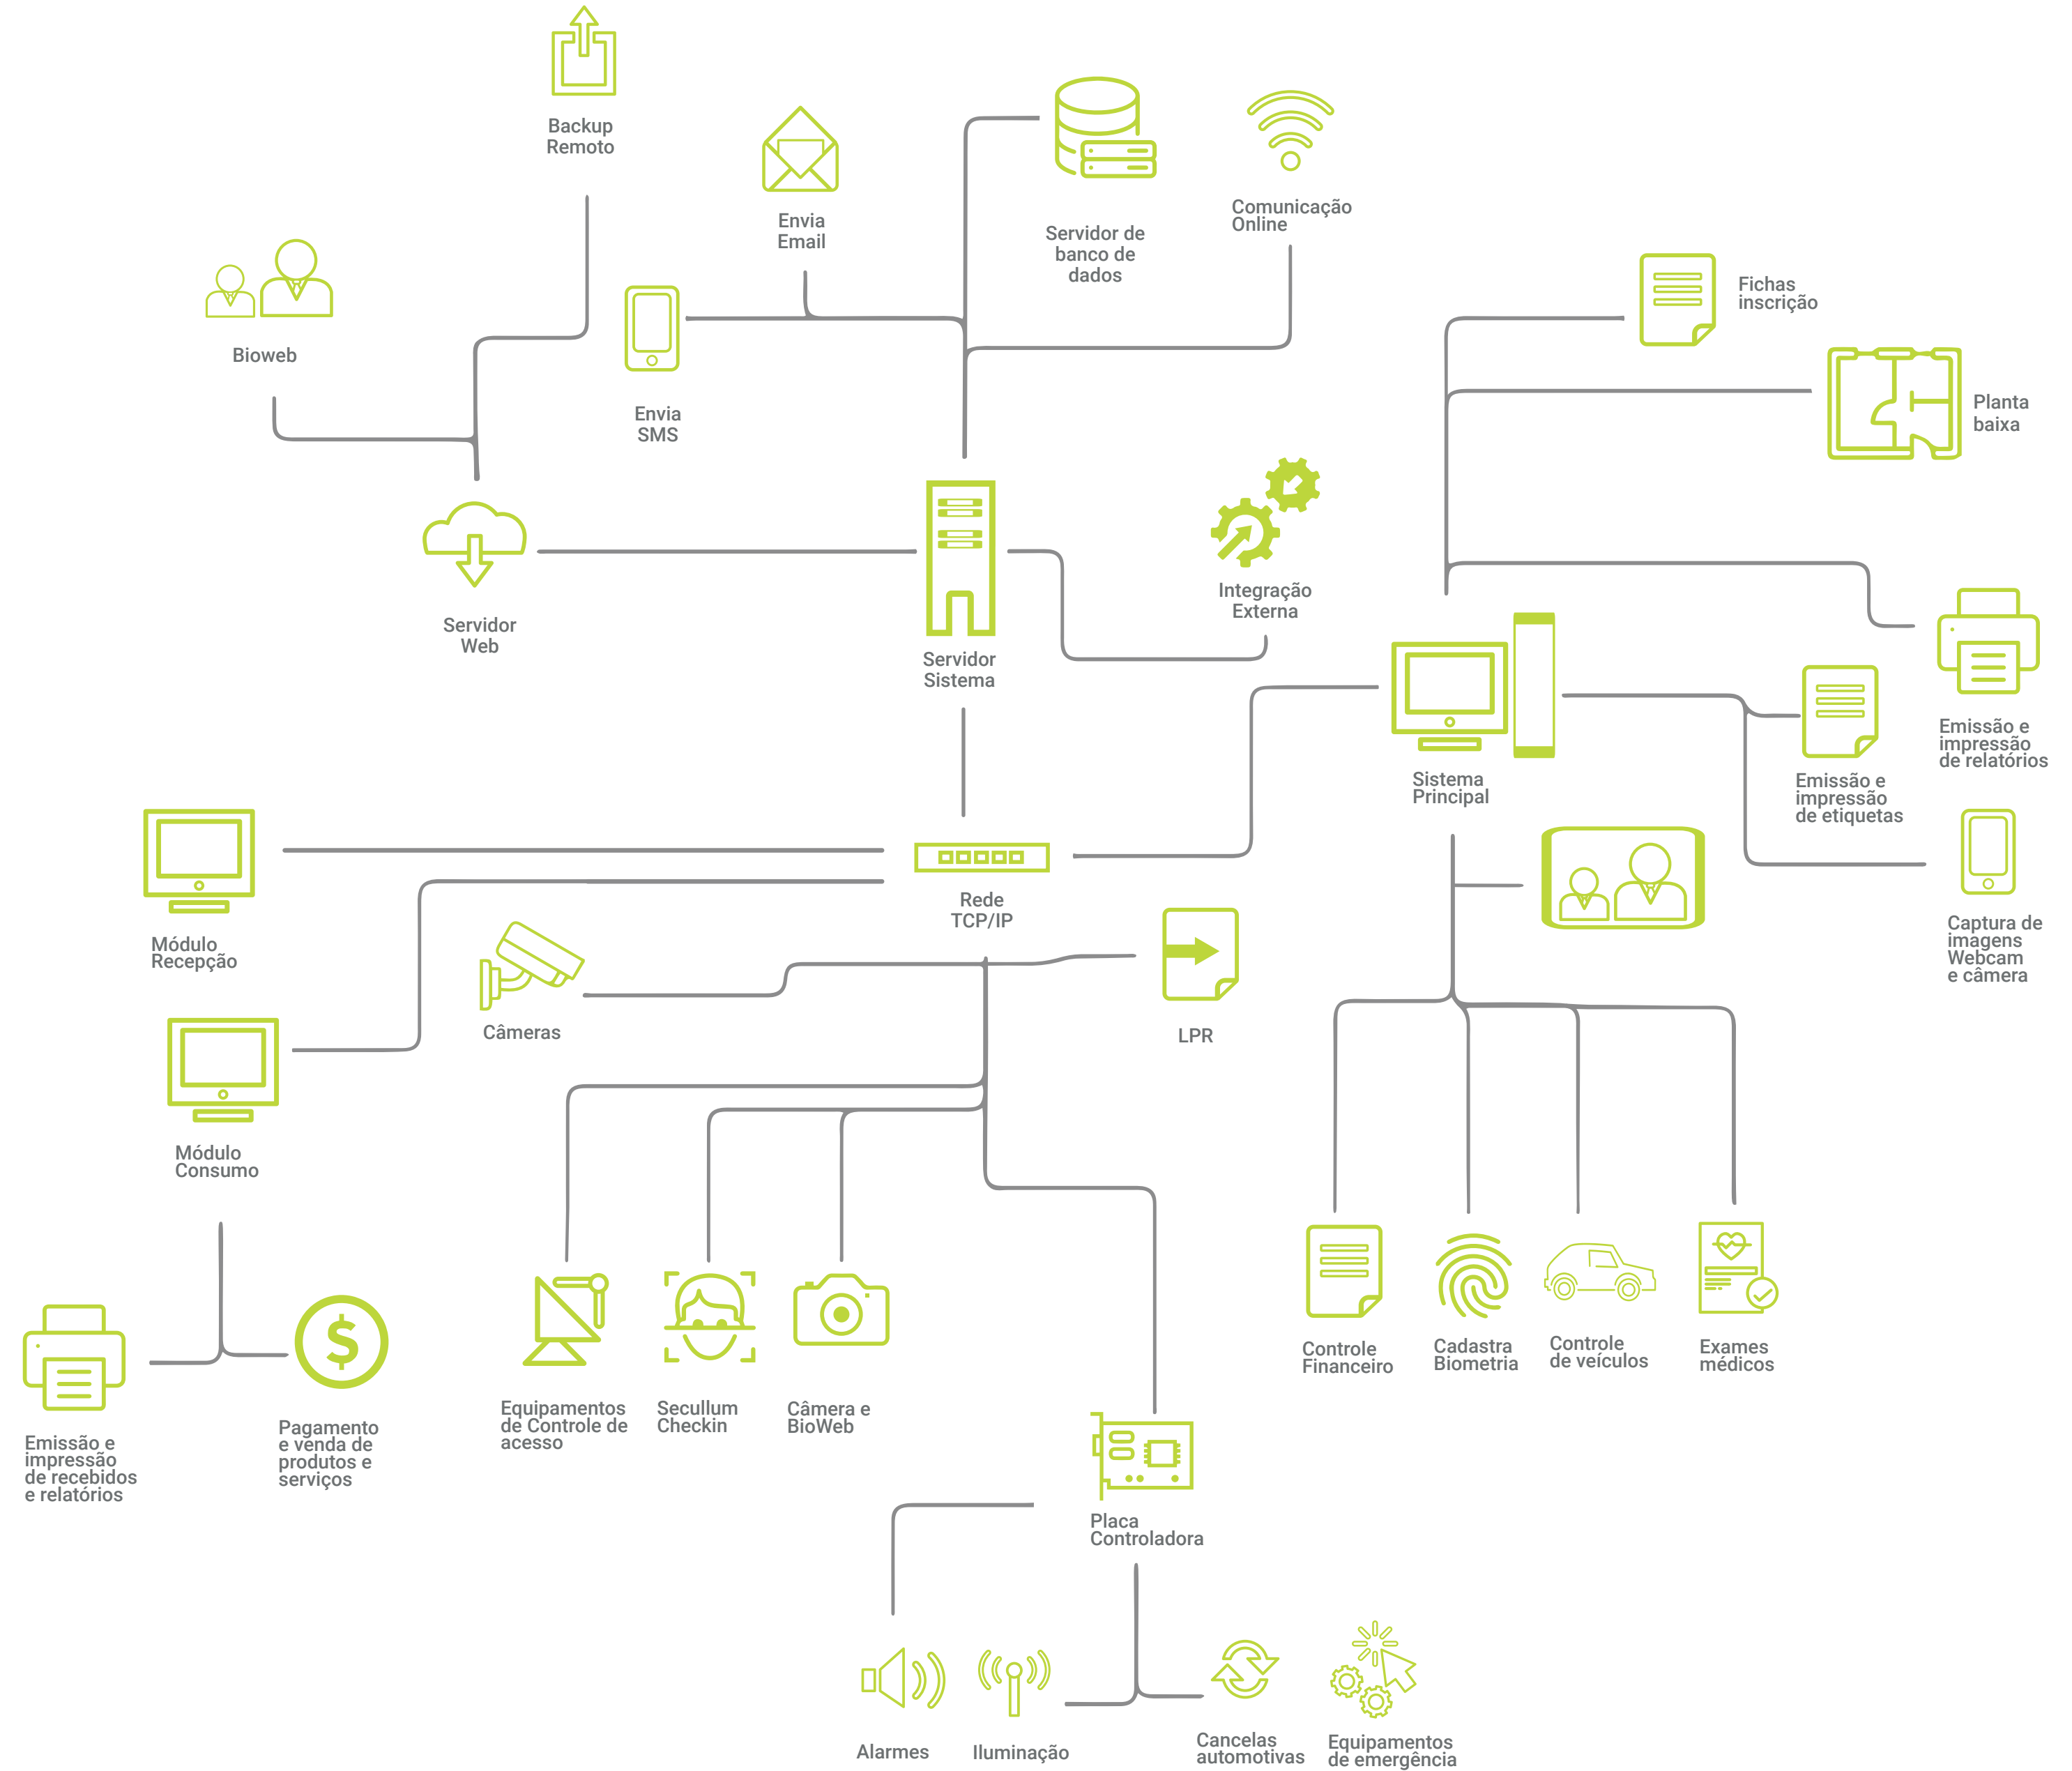 Backup
Remoto
Envia
Email
Servidor de
banco de
dados
Comunicação
Online
Fichas
inscrição
Bioweb
Envia
SMS
Planta
baixa
Servidor
Web
Servidor
Sistema
Integração
Externa
Sistema
Principal
Emissão e
impressão
de relatórios
Emissão e
impressão
de etiquetas
Módulo
Recepção
Rede
TCP/IP
Captura de
imagens
Webcam
e câmera
Câmeras
LPR
Módulo
Consumo
Controle
Financeiro
Cadastra
Biometria
Controle
de veículos
Exames
médicos
$
Emissão e
impressão
de recebidos
e relatórios
Pagamento
e venda de
produtos e
serviços
Equipamentos
de Controle de
acesso
Secullum
Checkin
Câmera e
BioWeb
Placa
Controladora
Alarmes
Iluminação
Cancelas
automotivas
Equipamentos
de emergência